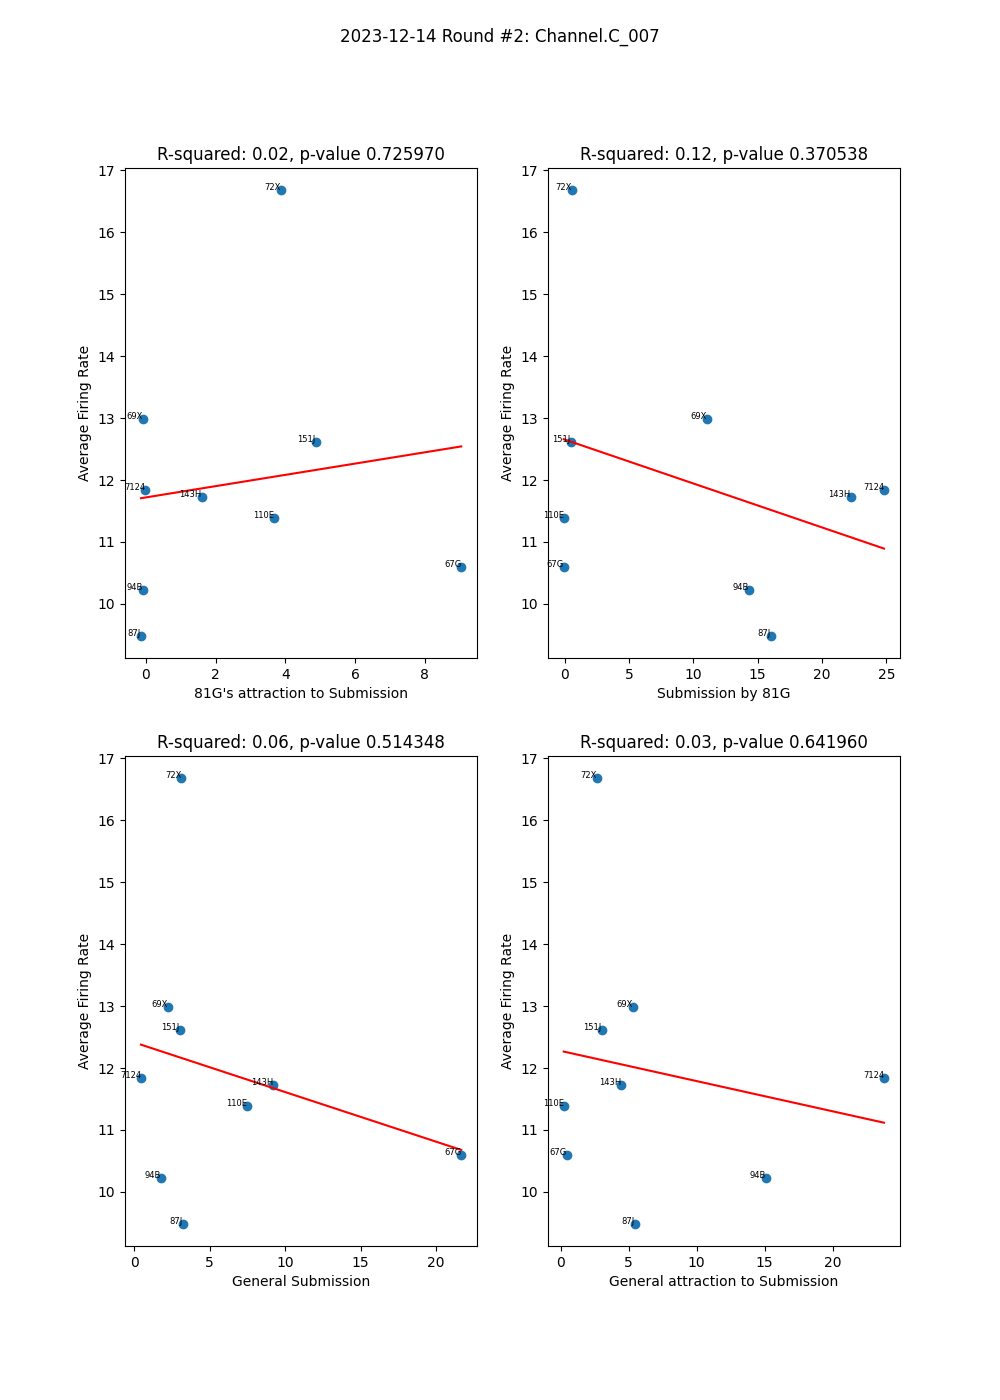 2023-12-14 Round #2: Channel.C_007
R-squared: 0.02, p-value 0.725970
17
16
15
14
13
12
11
10
Average Firing Rate
72X
69X
151J
7124
143H
110E
67G
94B
87J
0 2 4 6 8
81G's attraction to Submission
R-squared: 0.12, p-value 0.370538
17
16
15
14
13
12
11
10
Average Firing Rate
72X
69X
151J
7124
143H
110E
67G
94B
87J
0 5 10 15 20 25
Submission by 81G
R-squared: 0.06, p-value 0.514348
17
16
15
14
13
12
11
10
Average Firing Rate
72X
69X
151J
7124
143H
110E
67G
94B
87J
0 5 10 15 20
General Submission
R-squared: 0.03, p-value 0.641960
17
16
15
14
13
12
11
10
Average Firing Rate
72X
69X
151J
7124
143H
110E
67G
94B
87J
0 5 10 15 20
General attraction to Submission